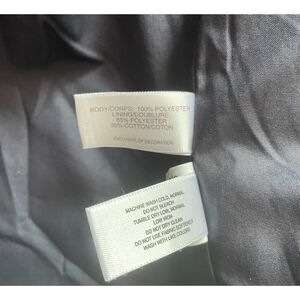 BODY/CORPS: 100% POLYESTER
LINING/DOUBLURE
65% POLYESTER
35% COTTON/COTON
EXCLUSIVE OF DECORATION
MACHINE WASH COLD, NORMAL
DO NOT BLEACH
TUMBLE DRY LOW, NORMAL
LOW IRON
DO NOT DRY CLEAN
DO NOT USE FABRIC SOFTENER
WASH WITH LIKE COLORS